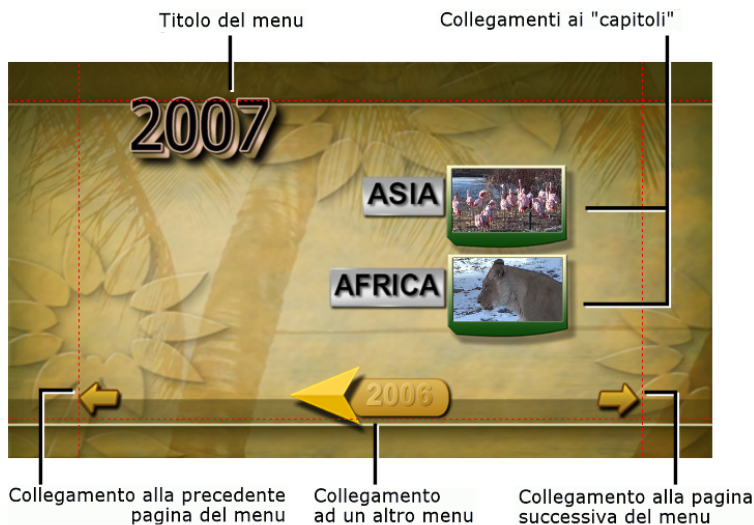 Titolo del menu
Collegamenti ai "capitoli"
2007
ASIA
AFRICA
2006
Collegamento alla precedente
pagina del menu
Collegamento
ad un altro menu
Collegamento alla pagina
successiva del menu